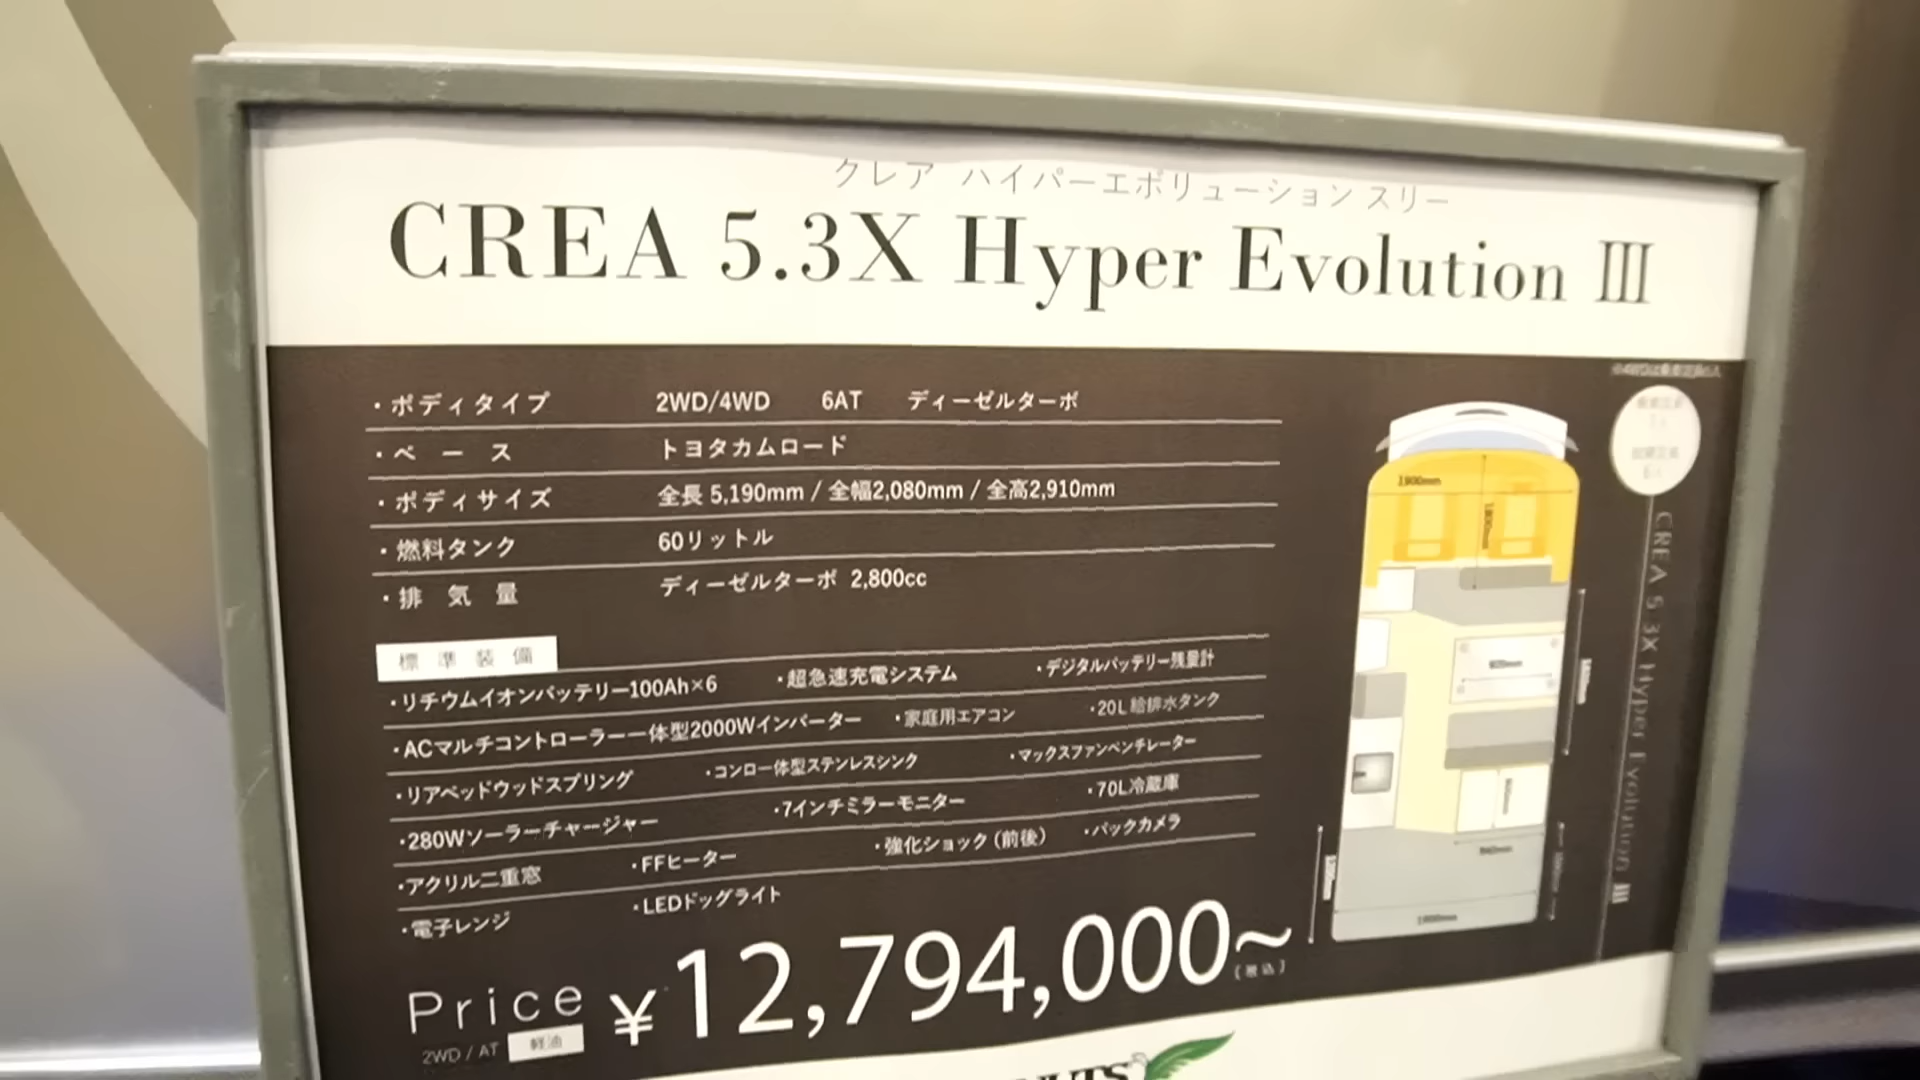 クレア ハイパーエボリューション スリー
CREA 5.3X Hyper Evolution III
・ボディタイプ 2WD/4WD 6AT ディーゼルターボ
・ベース トヨタカムロード
・ボディサイズ 全長 5,190mm / 全幅2,080mm / 全高2,910mm
・燃料タンク 60リットル
・排気量 ディーゼルターボ 2,800cc
標準装備
・リチウムイオンバッテリー100Ah×6 ・超急速充電システム ・デジタルバッテリー残量計
・ACマルチコントローラー一体型2000Wインバーター ・家庭用エアコン ・20L 給排水タンク
・リアベッドウッドスプリング ・コンロ一体型ステンレスシンク ・マックスファンベンチレーター
・280Wソーラーチャージャー ・7インチミラーモニター ・70L冷蔵庫
・アクリル二重窓 ・FFヒーター ・強化ショック (前後) ・バックカメラ
・電子レンジ ・LEDドッグライト
Price ¥12,794,000~ (税込)
2WD / AT 軽油
1900mm
CREA 5.3X Hyper Evolution III